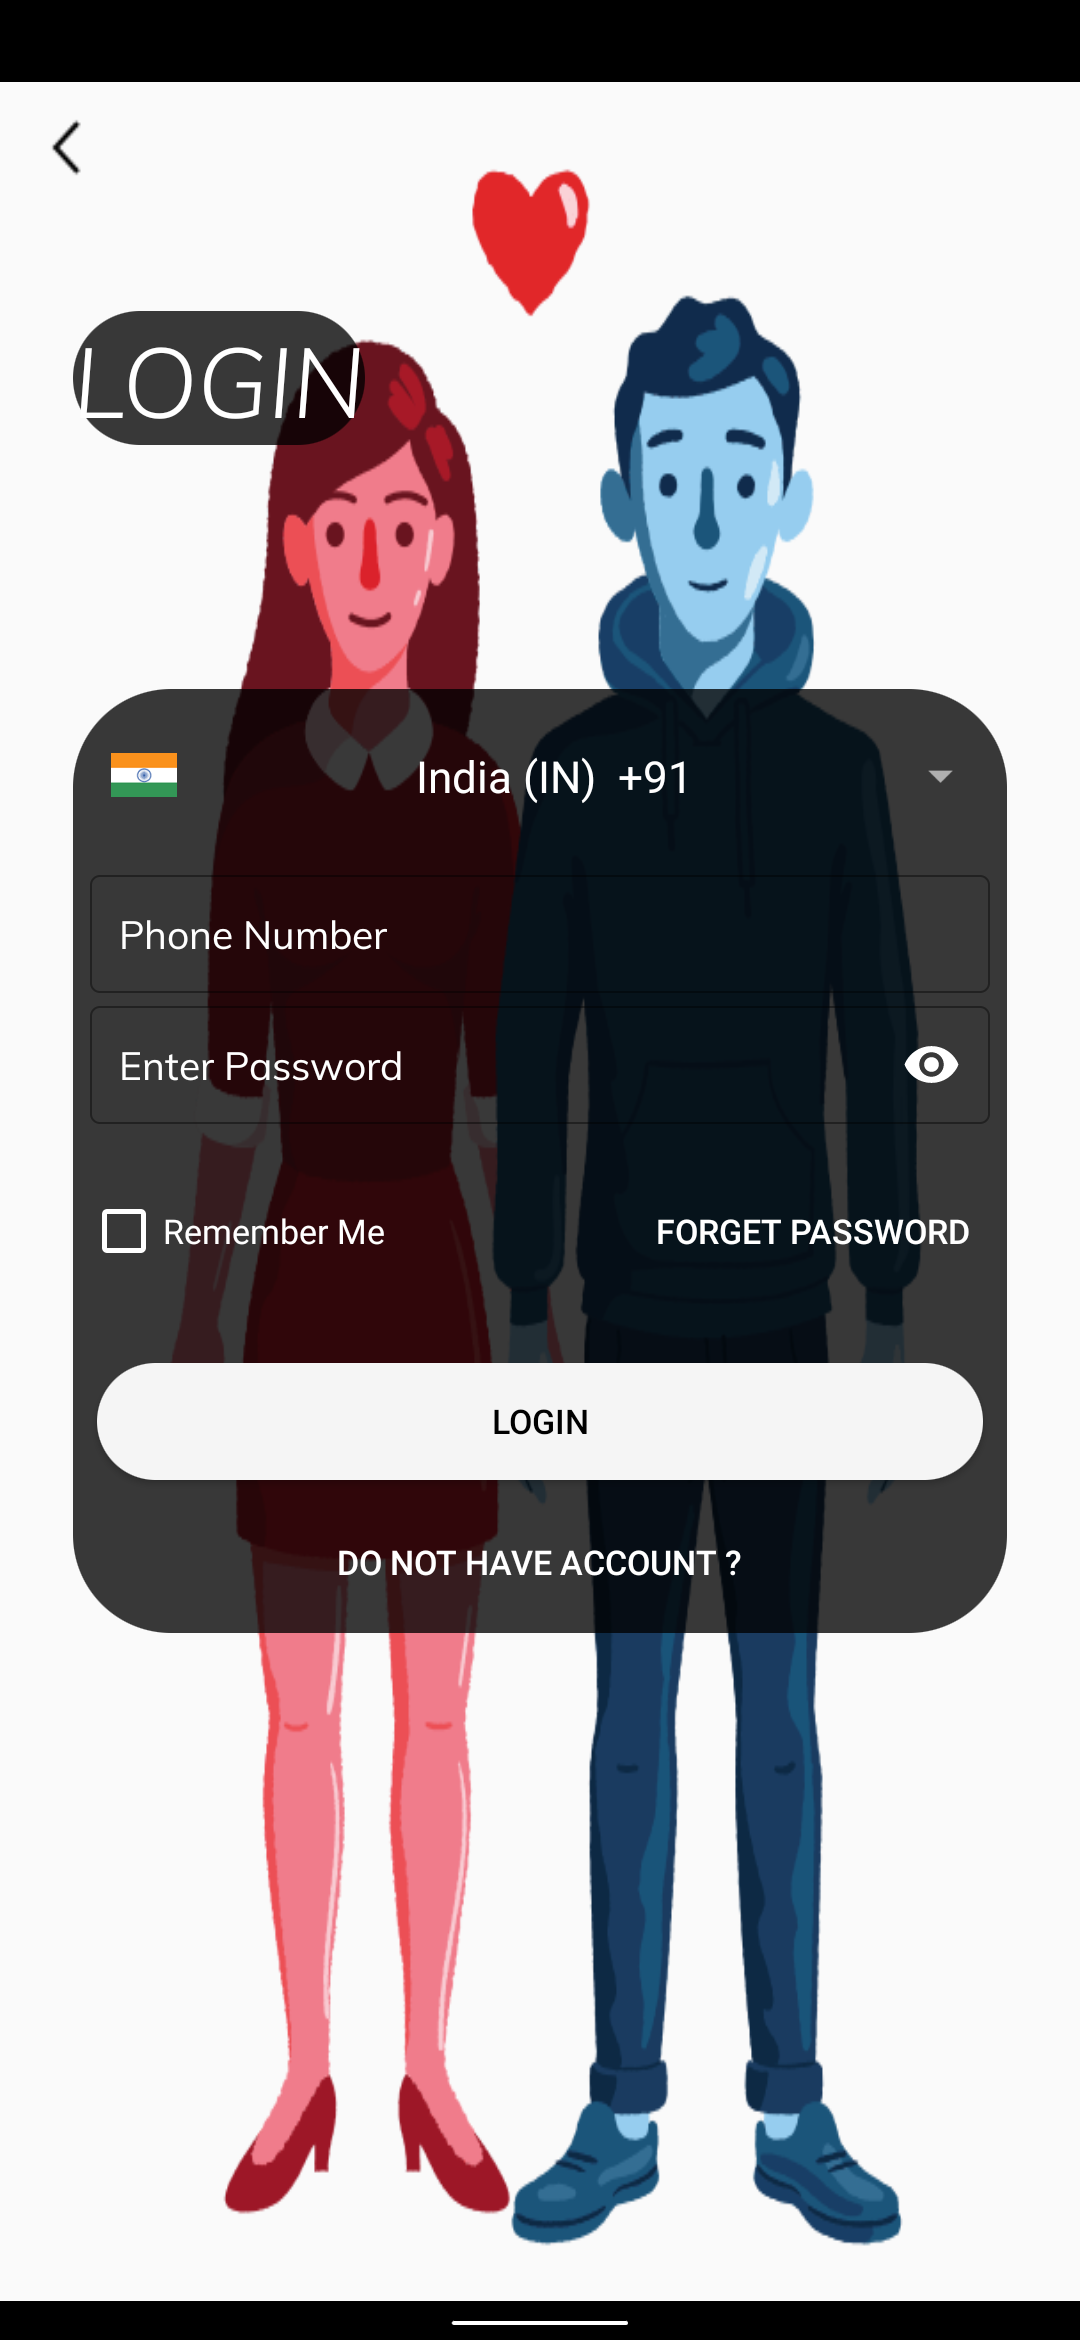 LOGIN
India (IN) +91
Phone Number
Enter Password
Remember Me FORGET PASSWORD
LOGIN
DO NOT HAVE ACCOUNT ?